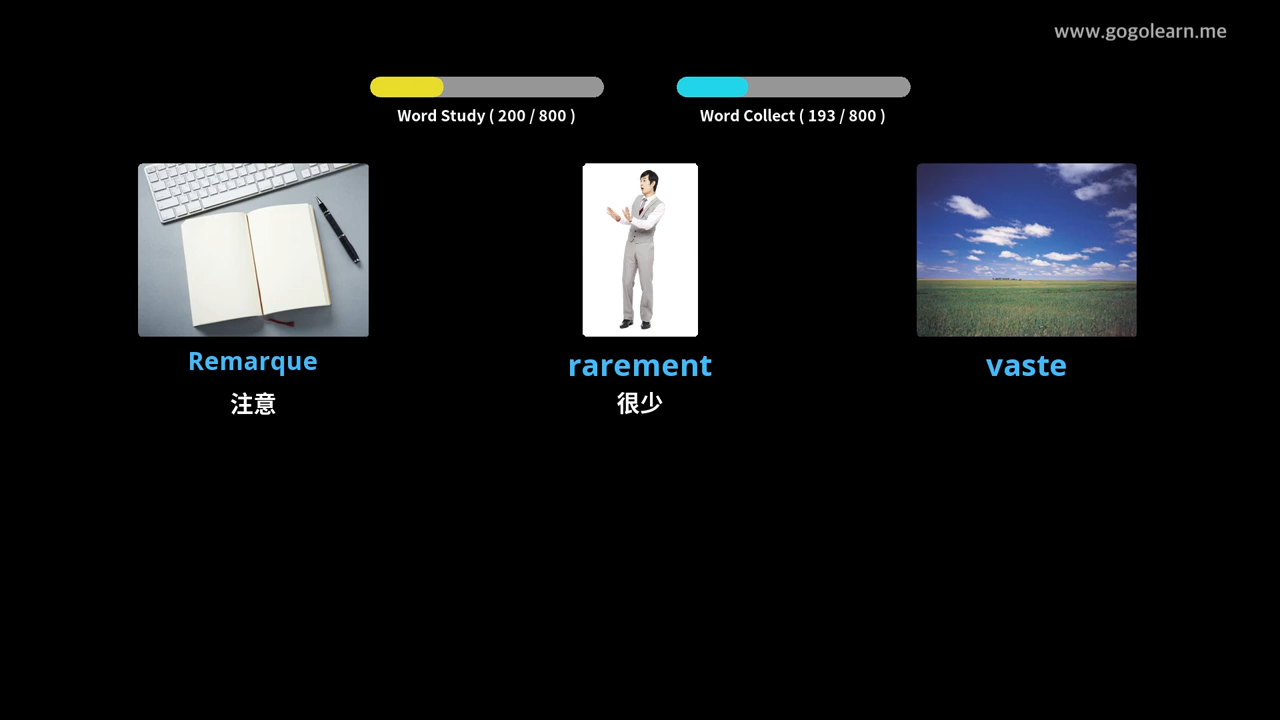 www.gogolearn.me
Word Study ( 200 / 800 )
Word Collect ( 193 / 800 )
Remarque
rarement
vaste
注意
很少